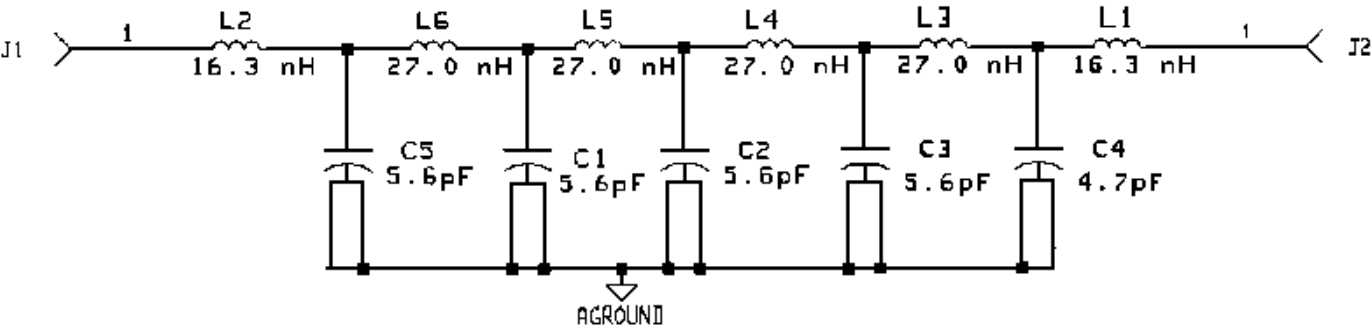 L2 L6 L5 L4 L3 L1
J1 1 1 J2
16.3 nH 27.0 nH 27.0 nH 27.0 nH 27.0 nH 16.3 nH
C5 C1 C2 C3 C4
5.6pF 5.6pF 5.6pF 5.6pF 4.7pF
AGROUND